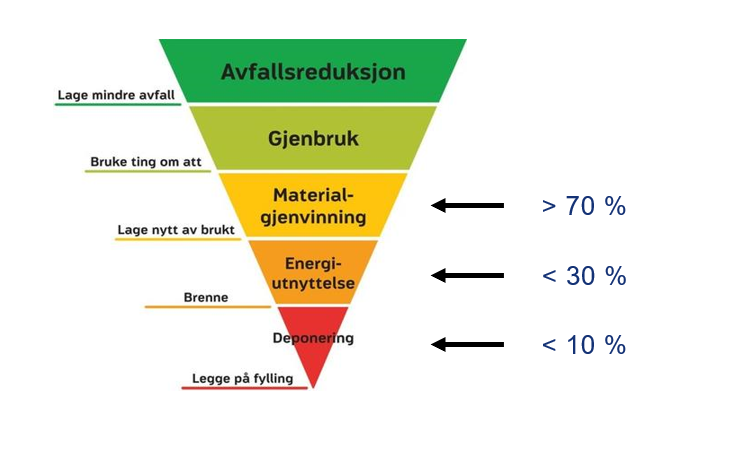 Avfallsreduksjon
Lage mindre avfall
Gjenbruk
Bruke ting om att
Material-
gjenvinning
> 70 %
Lage nytt av brukt
Energi-
utnyttelse
< 30 %
Brenne
Deponering
< 10 %
Legge på fylling